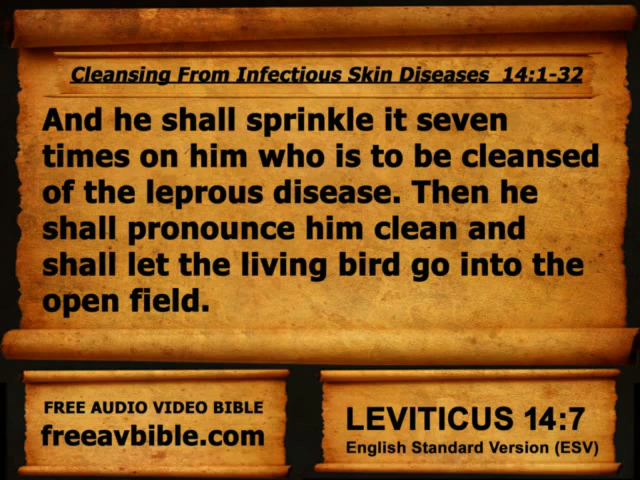 Cleansing From Infectious Skin Diseases 14:1-32
And he shall sprinkle it seven
times on him who is to be cleansed
of the leprous disease. Then he
shall pronounce him clean and
shall let the living bird go into the
open field.
FREE AUDIO VIDEO BIBLE
freeavbible.com
LEVITICUS 14:7
English Standard Version (ESV)